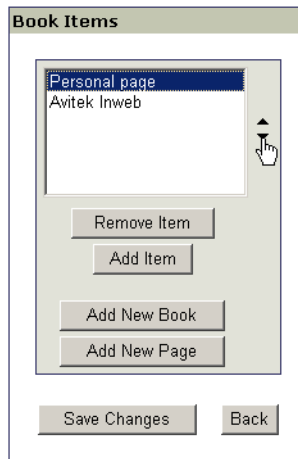 Book Items
Personal page
Avitek Inweb
Remove Item
Add Item
Add New Book
Add New Page
Save Changes Back